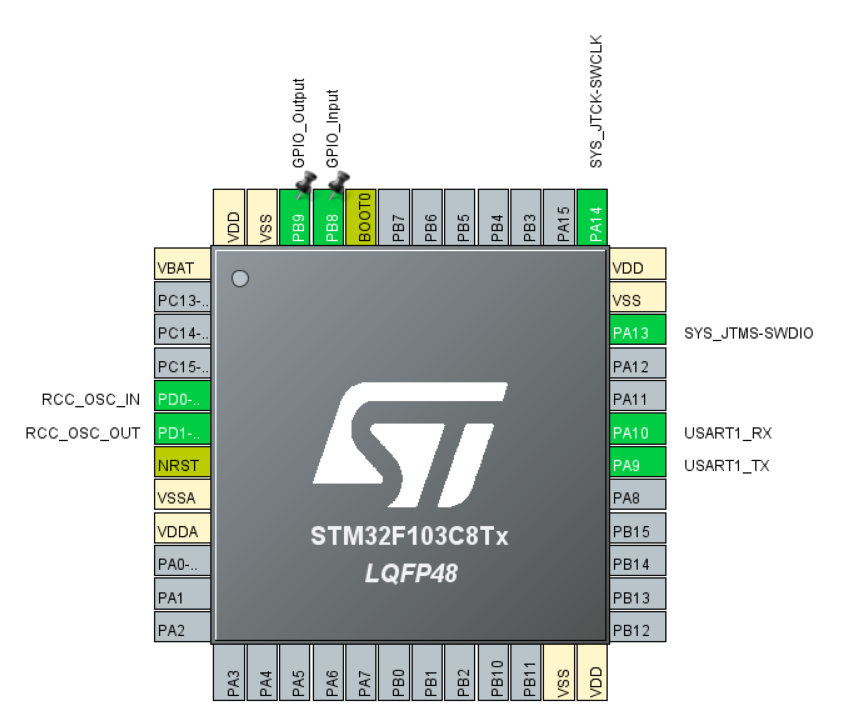 GPIO_Output
GPIO_Input
SYS_JTCK-SWCLK
VDD
VSS
PB9
PB8
BOOT0
PB7
PB6
PB5
PB4
PB3
PA15
PA14
VBAT
PC13-..
PC14-..
PC15-..
RCC_OSC_IN PD0-..
RCC_OSC_OUT PD1-..
NRST
VSSA
VDDA
PA0-..
PA1
PA2
ST
STM32F103C8Tx
LQFP48
VDD
VSS
PA13 SYS_JTMS-SWDIO
PA12
PA11
PA10 USART1_RX
PA9 USART1_TX
PA8
PB15
PB14
PB13
PB12
PA3
PA4
PA5
PA6
PA7
PB0
PB1
PB2
PB10
PB11
VSS
VDD